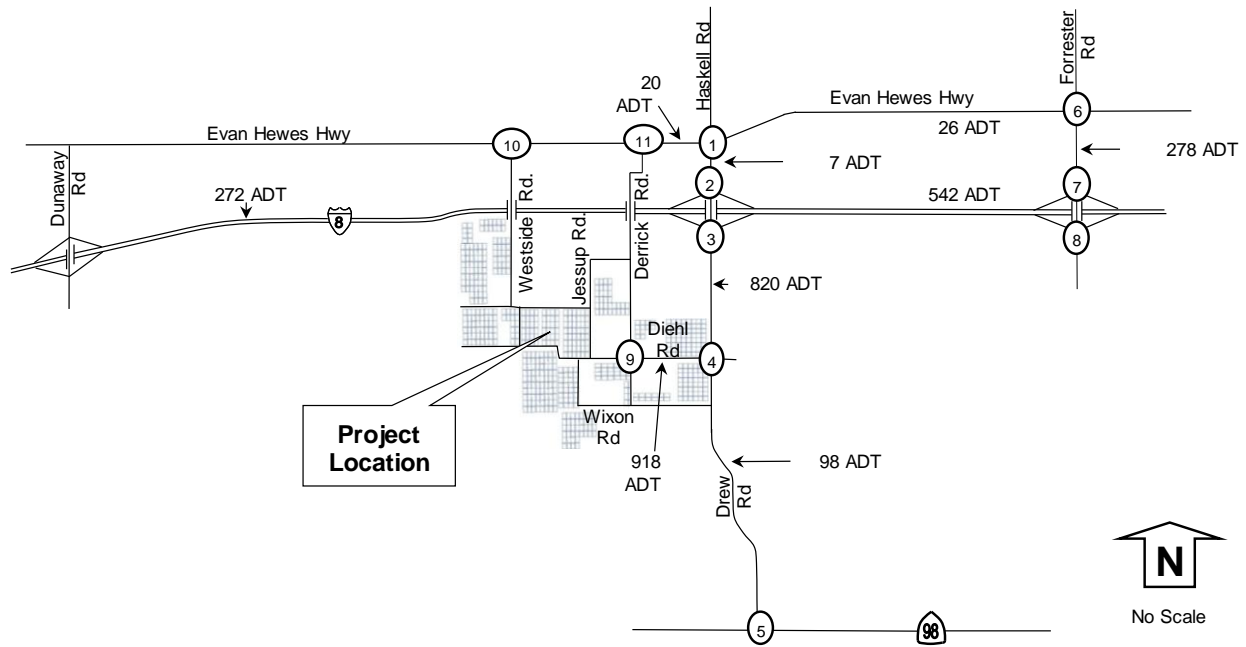 Haskell Rd
Forrester
Rd
20
ADT
Evan Hewes Hwy
6
Evan Hewes Hwy
10
11
1
26 ADT
278 ADT
7 ADT
Dunaway
Rd
272 ADT
8
Westside Rd.
Jessup Rd.
Derrick Rd.
2
542 ADT
7
3
8
820 ADT
Diehl
Rd
9
4
Project
Location
Wixon
Rd
918
ADT
98 ADT
Drew
Rd
N
No Scale
5
98